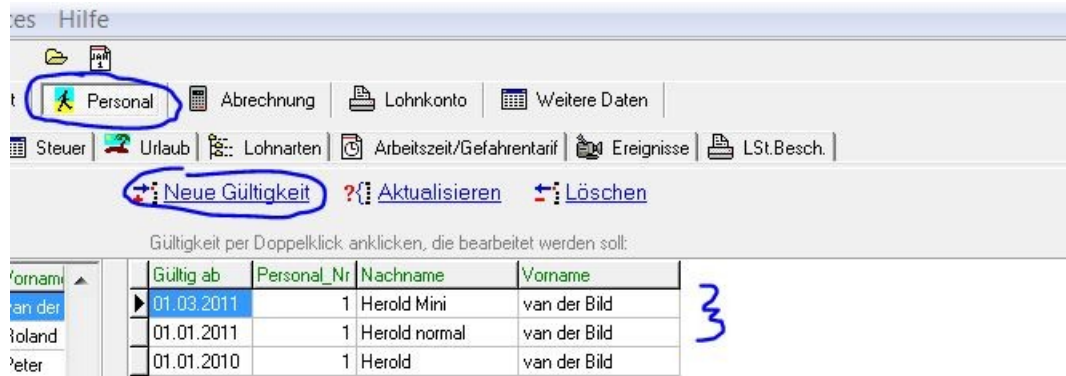 es Hilfe
Personal Abrechnung Lohnkonto Weitere Daten
Steuer Urlaub Lohnarten Arbeitszeit/Gefahrentarif Ereignisse LSt.Besch.
Neue Gültigkeit Aktualisieren Löschen
Gültigkeit per Doppelklick anklicken, die bearbeitet werden soll:
Vorname Gültig ab Personal_Nr Nachname Vorname
van der 01.03.2011 1 Herold Mini van der Bild
Roland 01.01.2011 1 Herold normal van der Bild
Peter 01.01.2010 1 Herold van der Bild